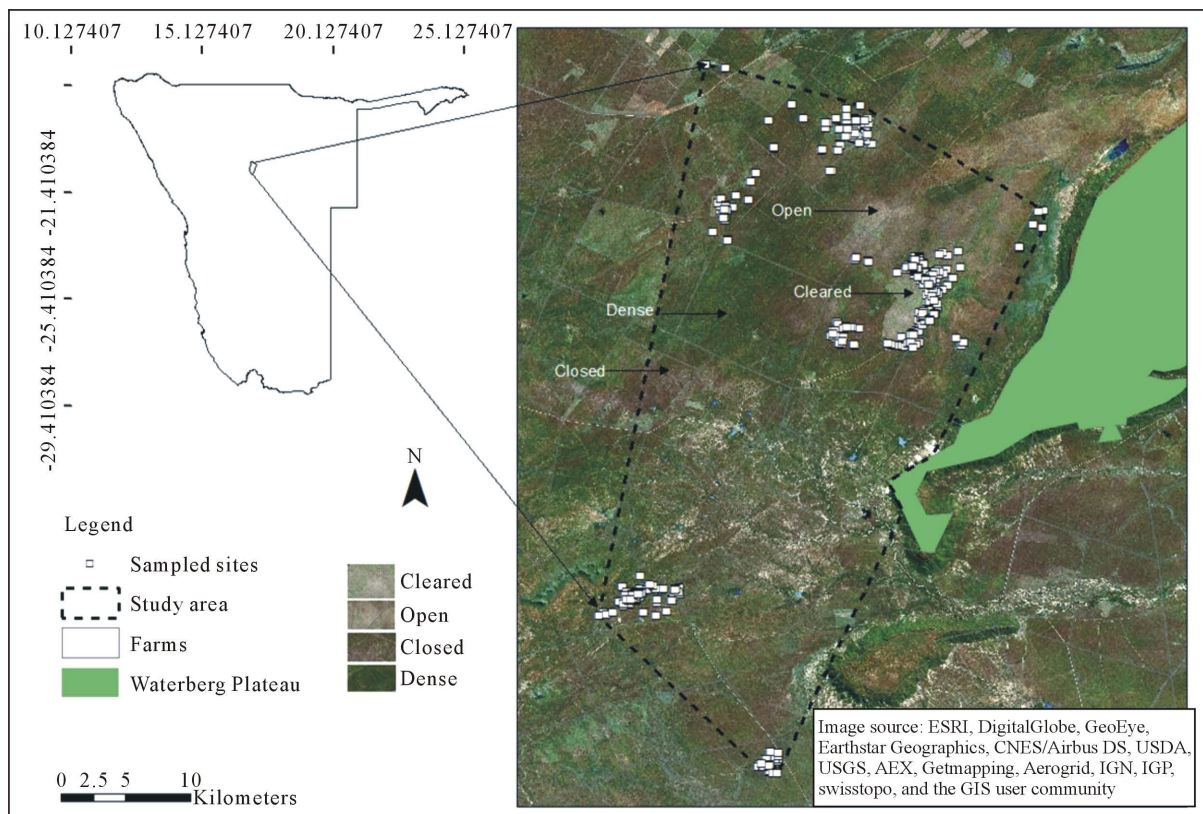 10.127407 15.127407 20.127407 25.127407
-21.410384
-25.410384
-29.410384
N
Open
Cleared
Dense
Closed
Legend
Sampled sites
Study area
Farms
Waterberg Plateau
Cleared
Open
Closed
Dense
0 2.5 5 10
Kilometers
Image source: ESRI, DigitalGlobe, GeoEye,
Earthstar Geographics, CNES/Airbus DS, USDA,
USGS, AEX, Getmapping, Aerogrid, IGN, IGP,
swisstopo, and the GIS user community